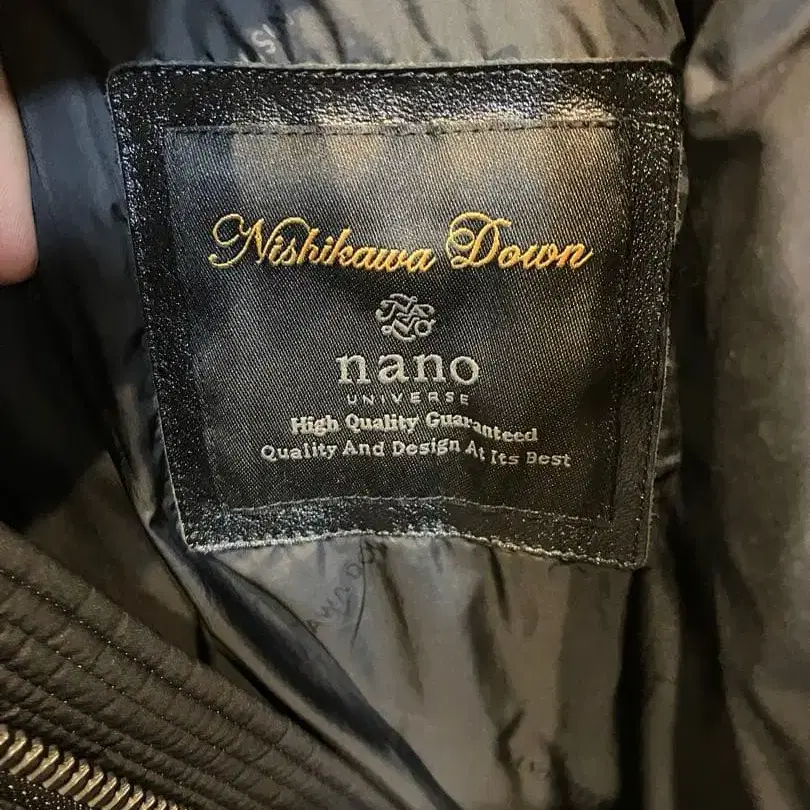 Nishikawa Down
nano
UNIVERSE
High Quality Guaranteed
Quality And Design At Its Best